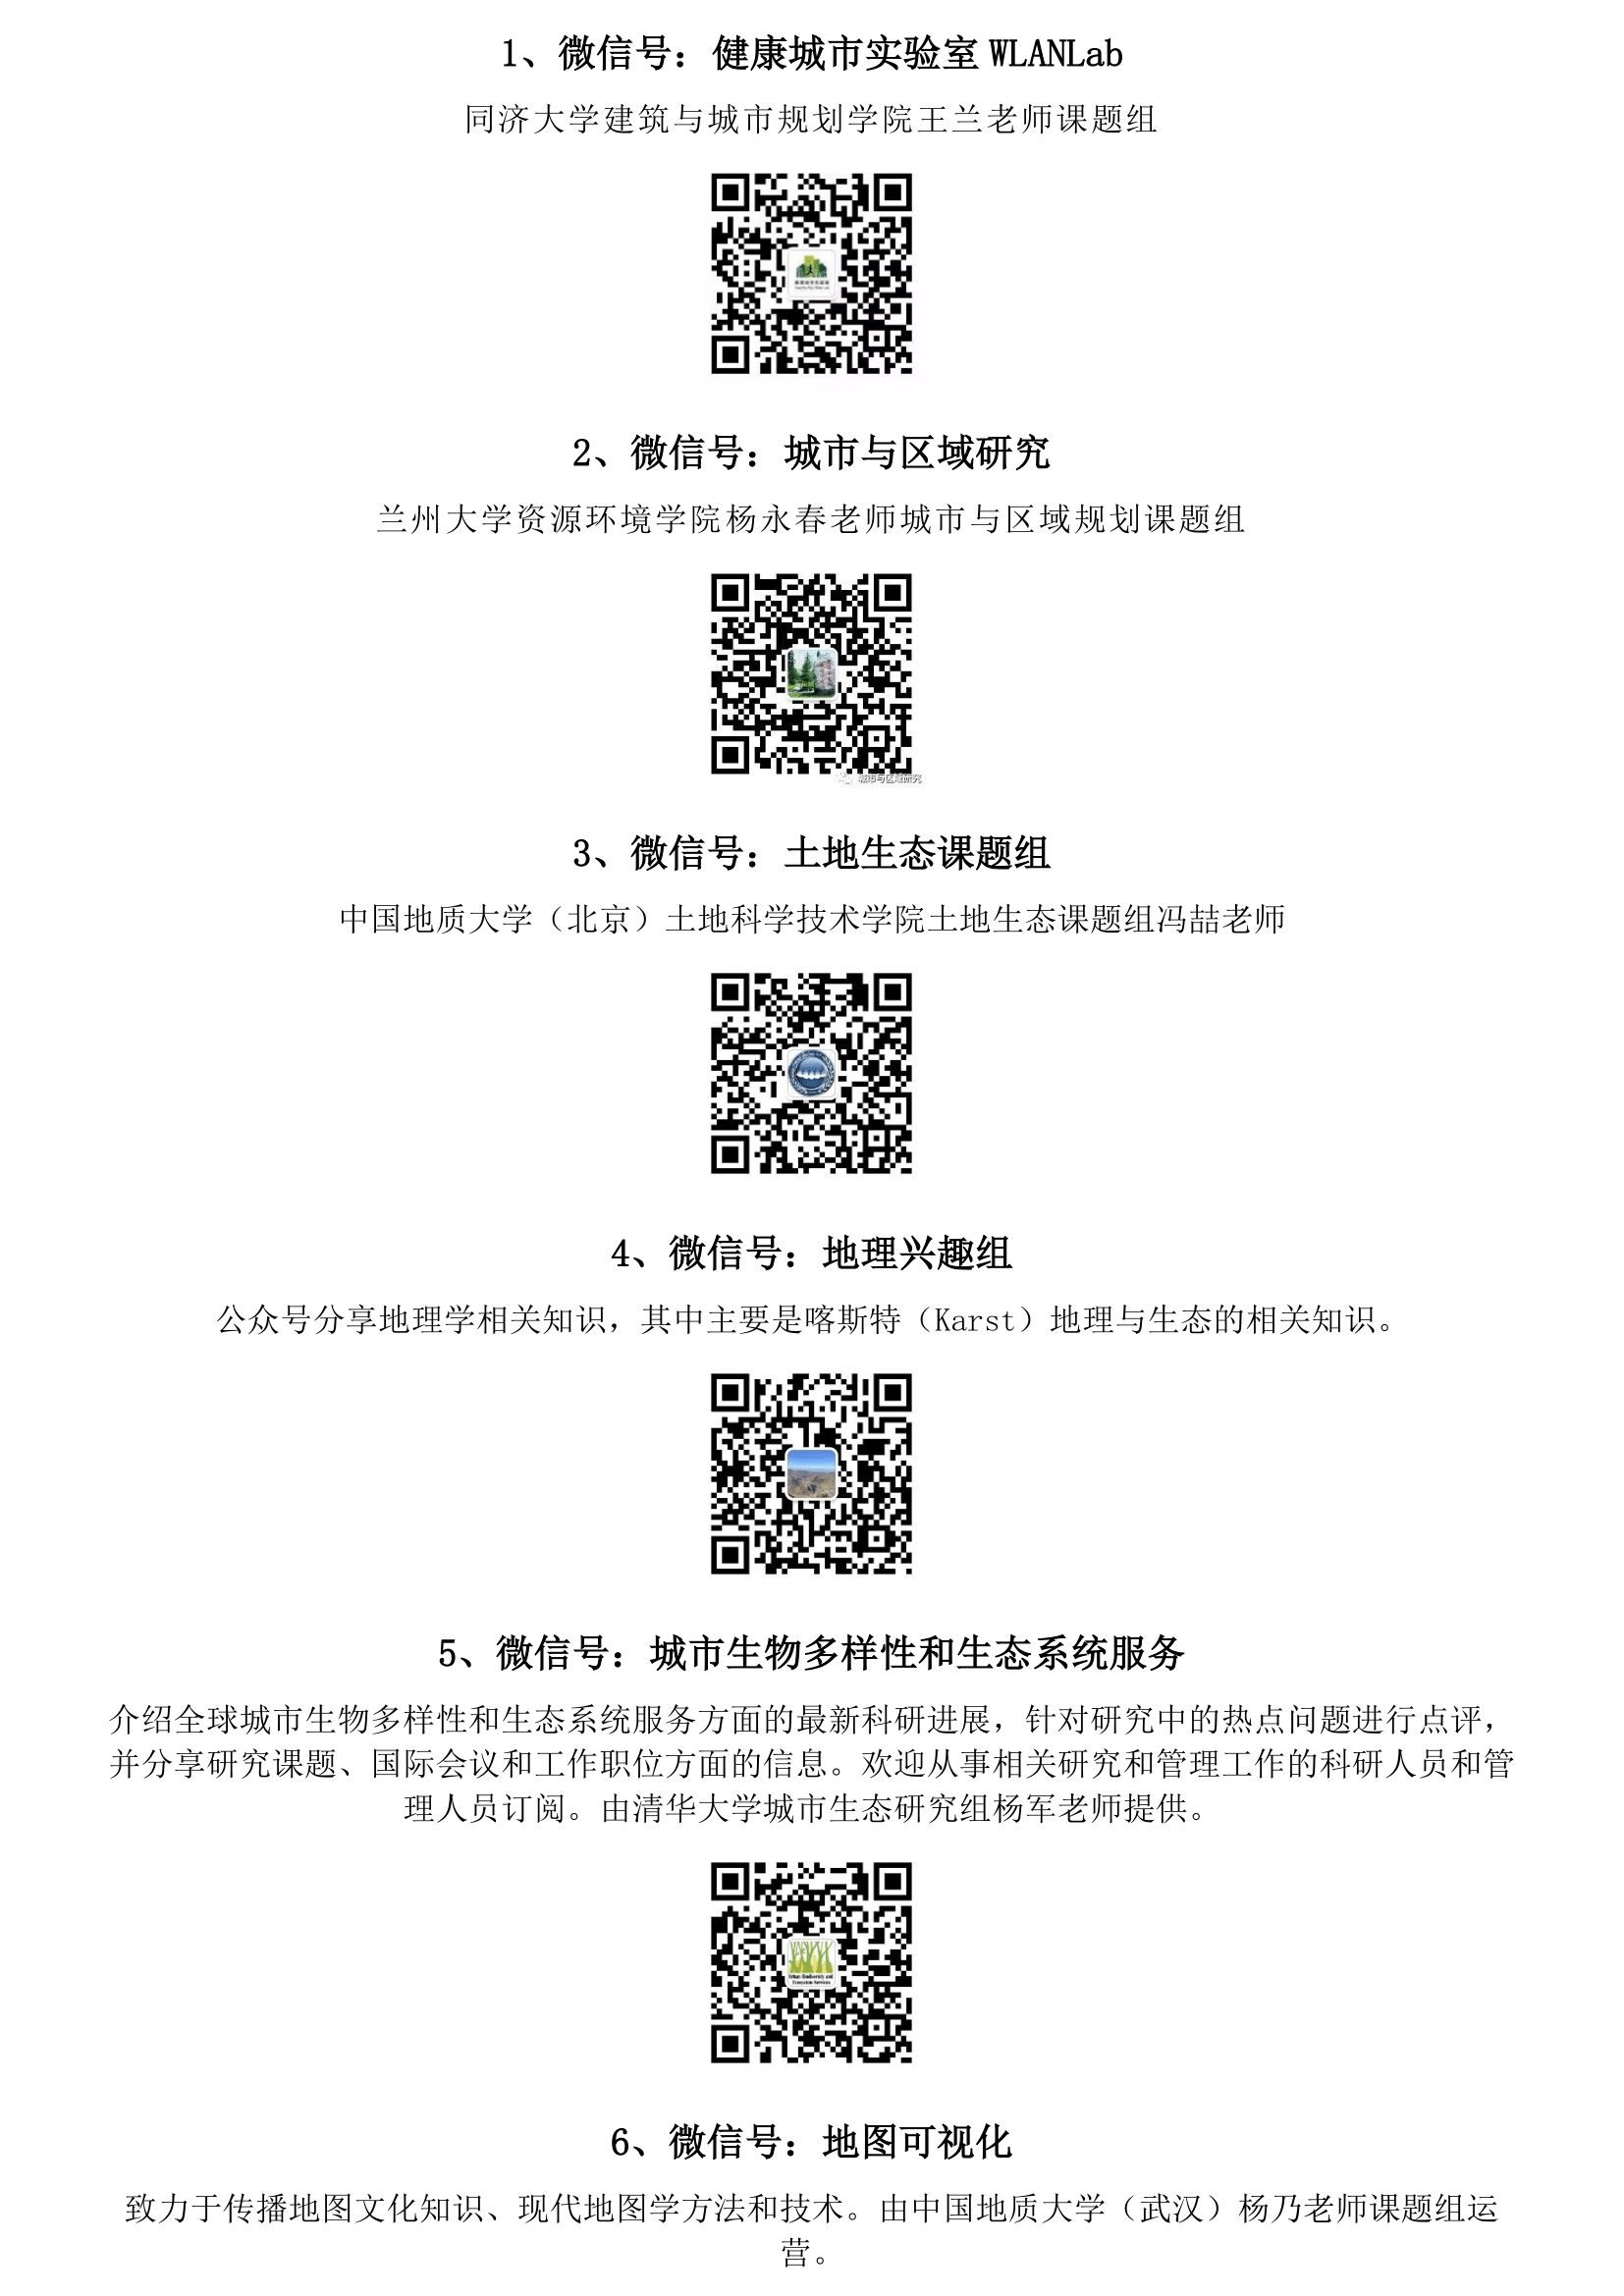 1、微信号：健康城市实验室 WLANLab
同济大学建筑与城市规划学院王兰老师课题组
2、微信号：城市与区域研究
兰州大学资源环境学院杨永春老师城市与区域规划课题组
城市与区域研究
3、微信号：土地生态课题组
中国地质大学（北京）土地科学技术学院土地生态课题组冯喆老师
4、微信号：地理兴趣组
公众号分享地理学相关知识，其中主要是喀斯特（Karst）地理与生态的相关知识。
5、微信号：城市生物多样性和生态系统服务
介绍全球城市生物多样性和生态系统服务方面的最新科研进展，针对研究中的热点问题进行点评，
并分享研究课题、国际会议和工作职位方面的信息。欢迎从事相关研究和管理工作的科研人员和管
理人员订阅。由清华大学城市生态研究组杨军老师提供。
Urban Biodiversity and
Ecosystem Services
6、微信号：地图可视化
致力于传播地图文化知识、现代地图学方法和技术。由中国地质大学（武汉）杨乃老师课题组运
营。